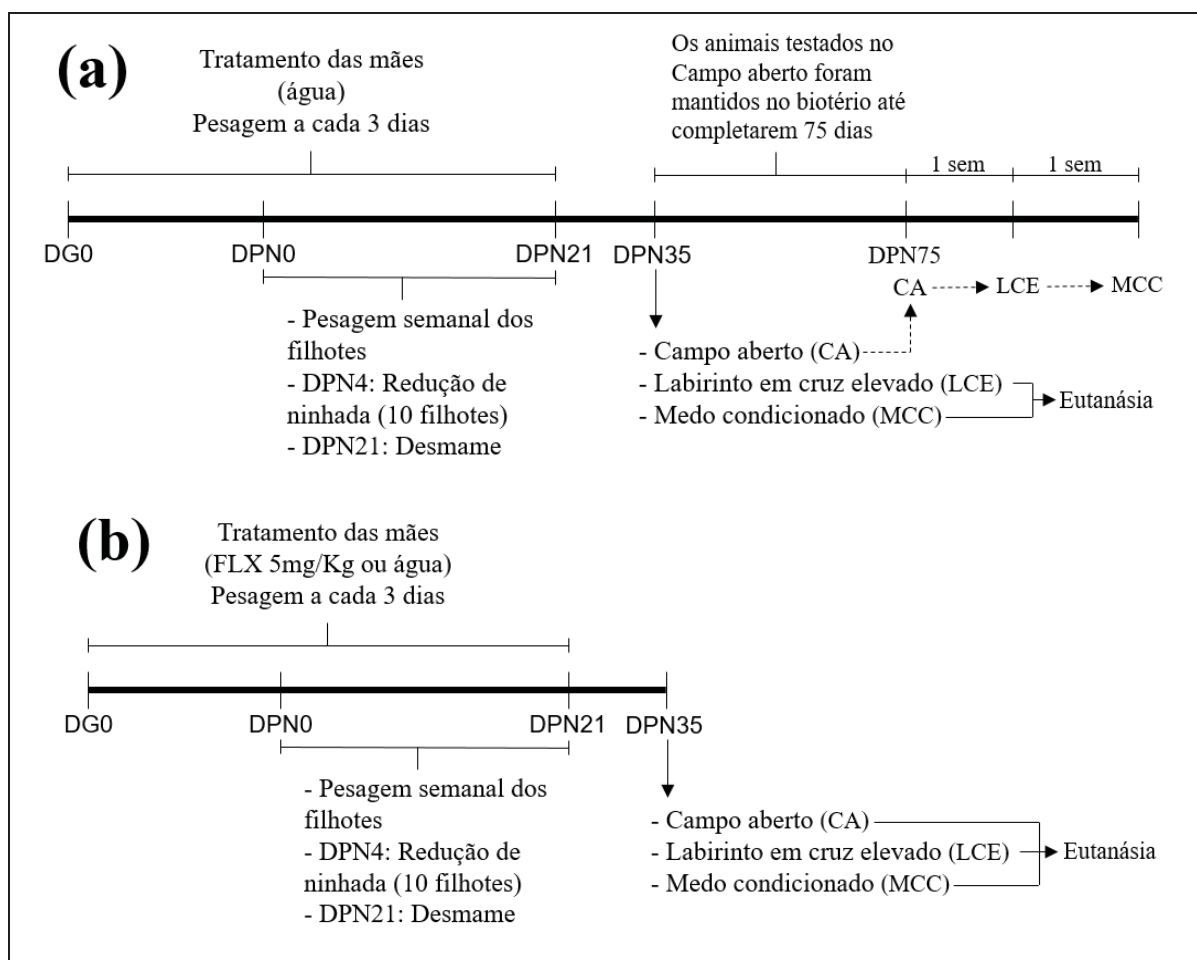 (a)
Tratamento das mães
(água)
Pesagem a cada 3 dias
Os animais testados no
Campo aberto foram
mantidos no biotério até
completarem 75 dias
1 sem
1 sem
DG0
DPN0
DPN21
DPN35
DPN75
CA
LCE
MCC
- Pesagem semanal dos
filhotes
- DPN4: Redução de
ninhada (10 filhotes)
- DPN21: Desmame
- Campo aberto (CA)
- Labirinto em cruz elevado (LCE)
- Medo condicionado (MCC)
Eutanásia
(b)
Tratamento das mães
(FLX 5mg/Kg ou água)
Pesagem a cada 3 dias
DG0
DPN0
DPN21
DPN35
- Pesagem semanal dos
filhotes
- DPN4: Redução de
ninhada (10 filhotes)
- DPN21: Desmame
- Campo aberto (CA)
- Labirinto em cruz elevado (LCE)
- Medo condicionado (MCC)
Eutanásia